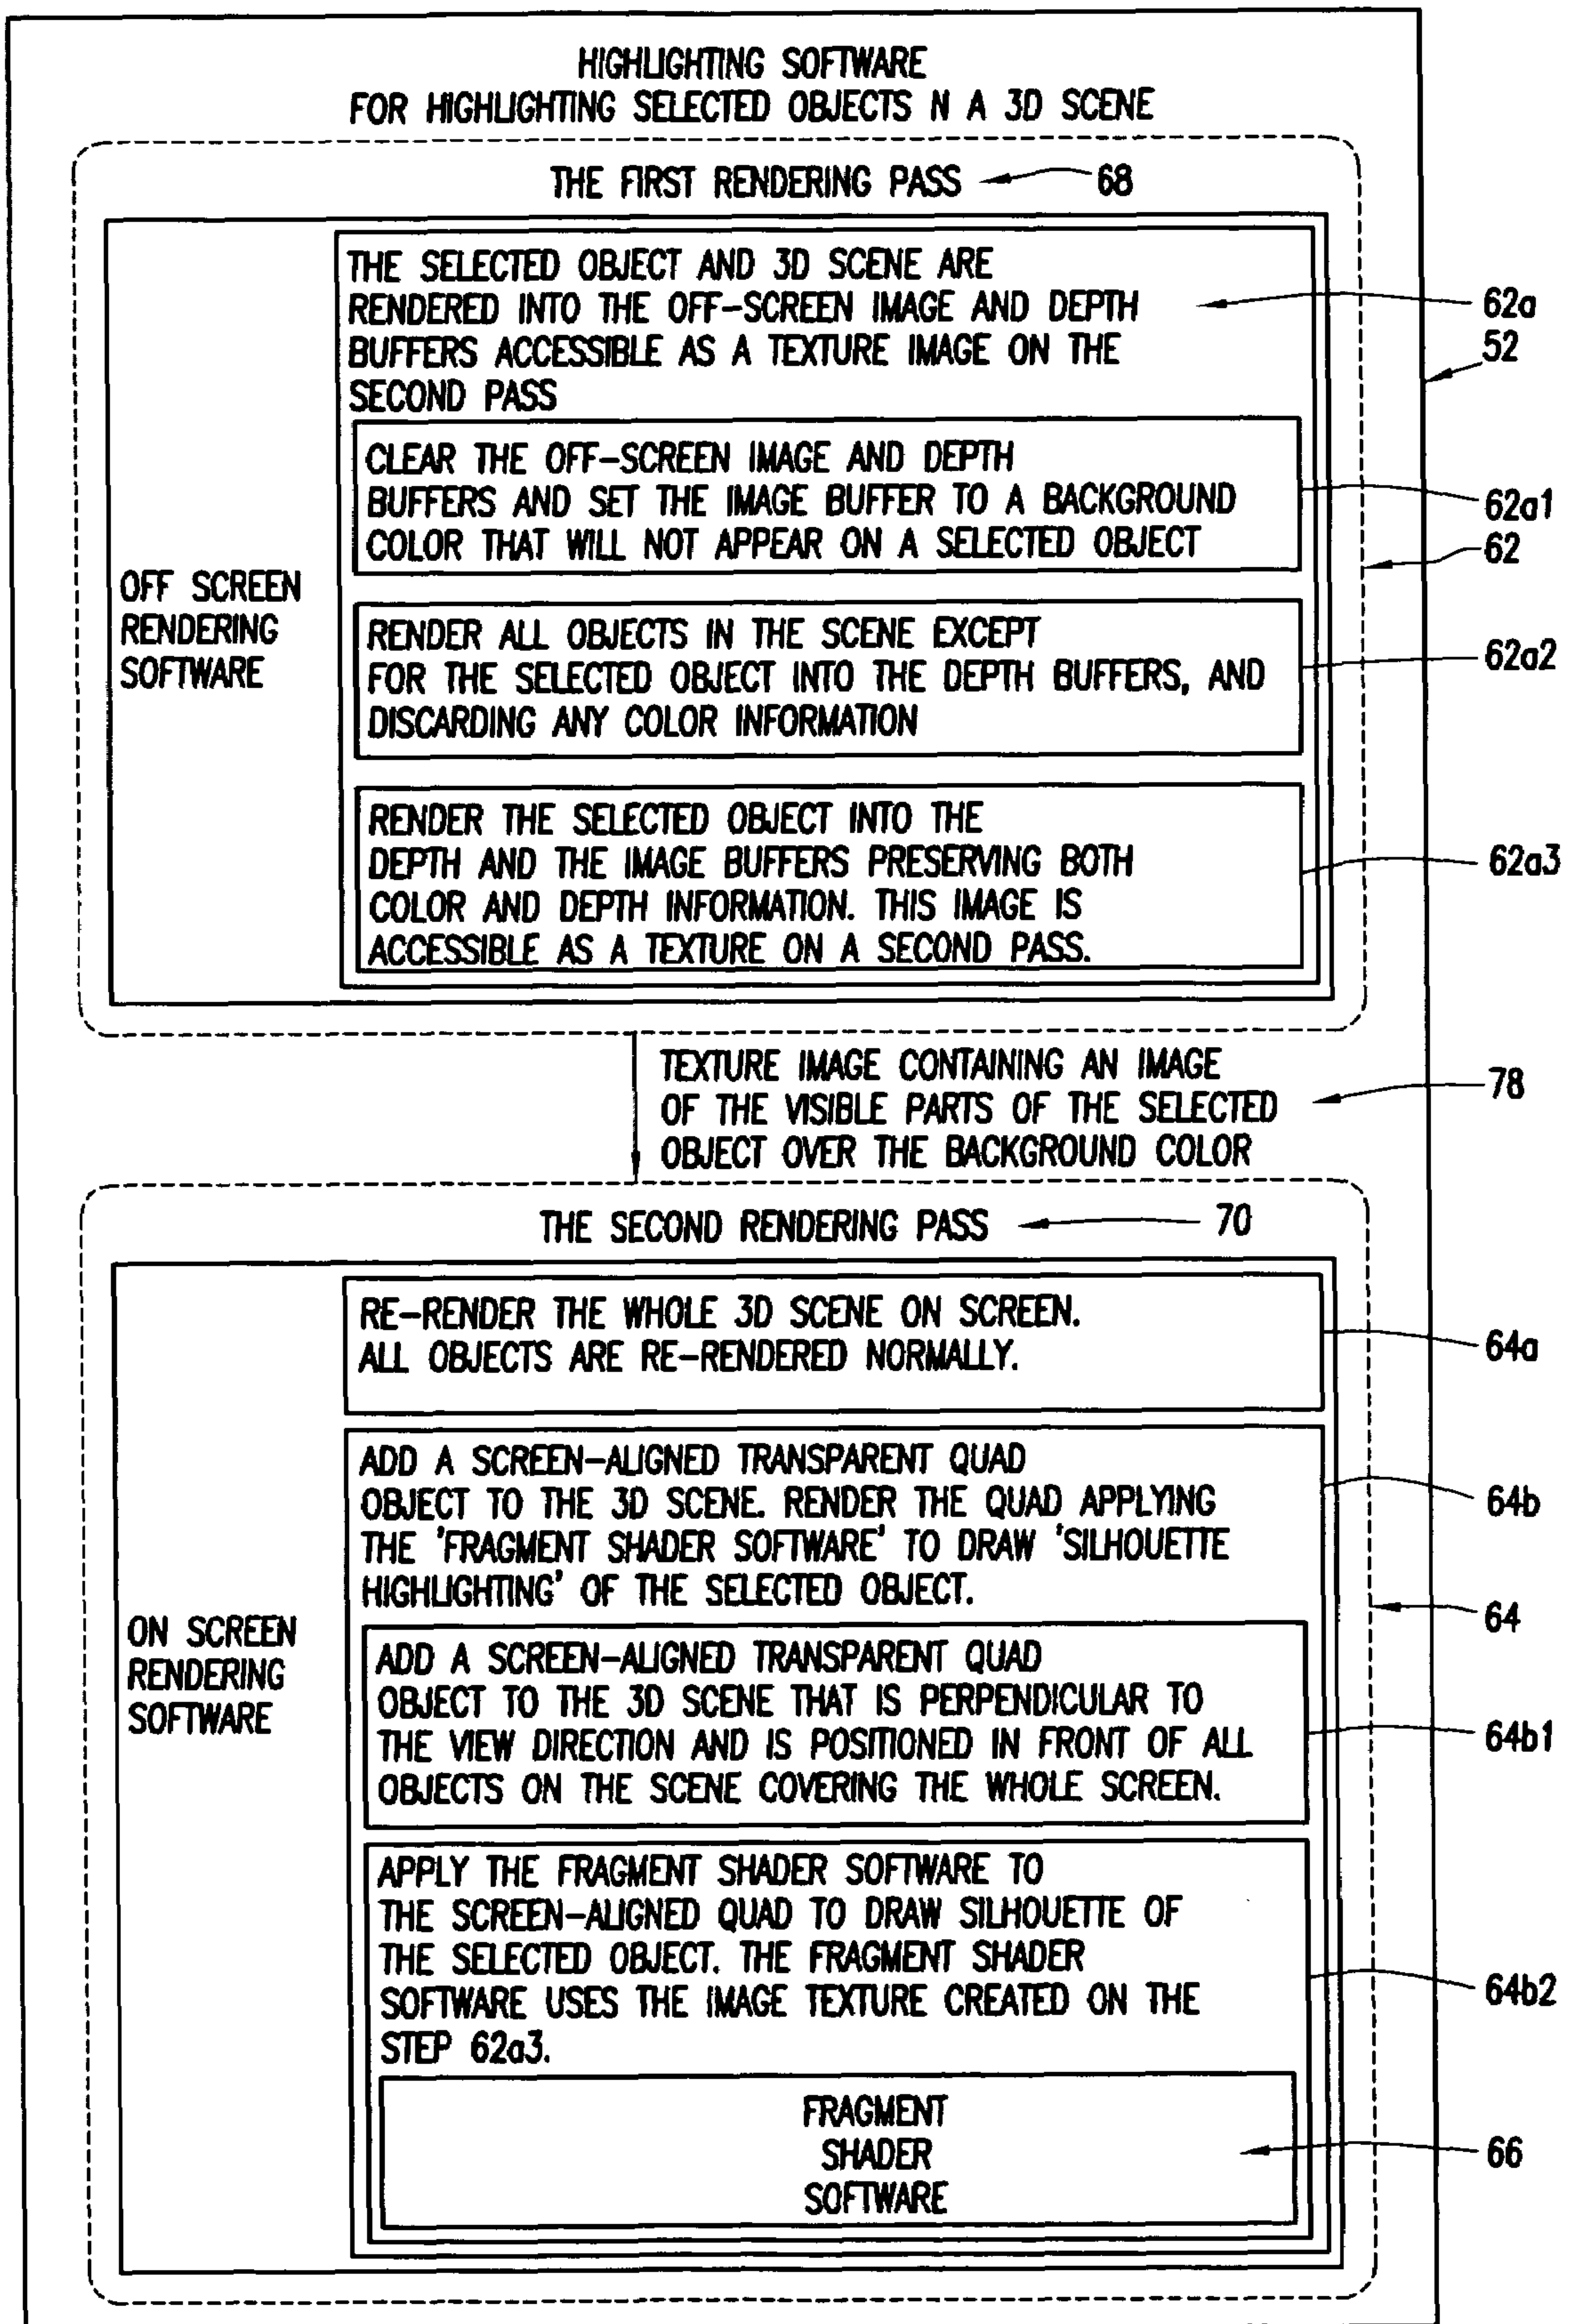 HIGHLIGHTING SOFTWARE
FOR HIGHLIGHTING SELECTED OBJECTS N A 3D SCENE
THE FIRST RENDERING PASS
68
OFF SCREEN
RENDERING
SOFTWARE
THE SELECTED OBJECT AND 3D SCENE ARE
RENDERED INTO THE OFF-SCREEN IMAGE AND DEPTH
BUFFERS ACCESSIBLE AS A TEXTURE IMAGE ON THE
SECOND PASS
62a
52
CLEAR THE OFF-SCREEN IMAGE AND DEPTH
BUFFERS AND SET THE IMAGE BUFFER TO A BACKGROUND
COLOR THAT WILL NOT APPEAR ON A SELECTED OBJECT
62a1
62
RENDER ALL OBJECTS IN THE SCENE EXCEPT
FOR THE SELECTED OBJECT INTO THE DEPTH BUFFERS, AND
DISCARDING ANY COLOR INFORMATION
62a2
RENDER THE SELECTED OBJECT INTO THE
DEPTH AND THE IMAGE BUFFERS PRESERVING BOTH
COLOR AND DEPTH INFORMATION. THIS IMAGE IS
ACCESSIBLE AS A TEXTURE ON A SECOND PASS.
62a3
TEXTURE IMAGE CONTAINING AN IMAGE
OF THE VISIBLE PARTS OF THE SELECTED
OBJECT OVER THE BACKGROUND COLOR
78
THE SECOND RENDERING PASS
70
ON SCREEN
RENDERING
SOFTWARE
RE-RENDER THE WHOLE 3D SCENE ON SCREEN.
ALL OBJECTS ARE RE-RENDERED NORMALLY.
64a
ADD A SCREEN-ALIGNED TRANSPARENT QUAD
OBJECT TO THE 3D SCENE. RENDER THE QUAD APPLYING
THE 'FRAGMENT SHADER SOFTWARE' TO DRAW 'SILHOUETTE
HIGHLIGHTING' OF THE SELECTED OBJECT.
64b
64
ADD A SCREEN-ALIGNED TRANSPARENT QUAD
OBJECT TO THE 3D SCENE THAT IS PERPENDICULAR TO
THE VIEW DIRECTION AND IS POSITIONED IN FRONT OF ALL
OBJECTS ON THE SCENE COVERING THE WHOLE SCREEN.
64b1
APPLY THE FRAGMENT SHADER SOFTWARE TO
THE SCREEN-ALIGNED QUAD TO DRAW SILHOUETTE OF
THE SELECTED OBJECT. THE FRAGMENT SHADER
SOFTWARE USES THE IMAGE TEXTURE CREATED ON THE
STEP 62a3.
64b2
FRAGMENT
SHADER
SOFTWARE
66